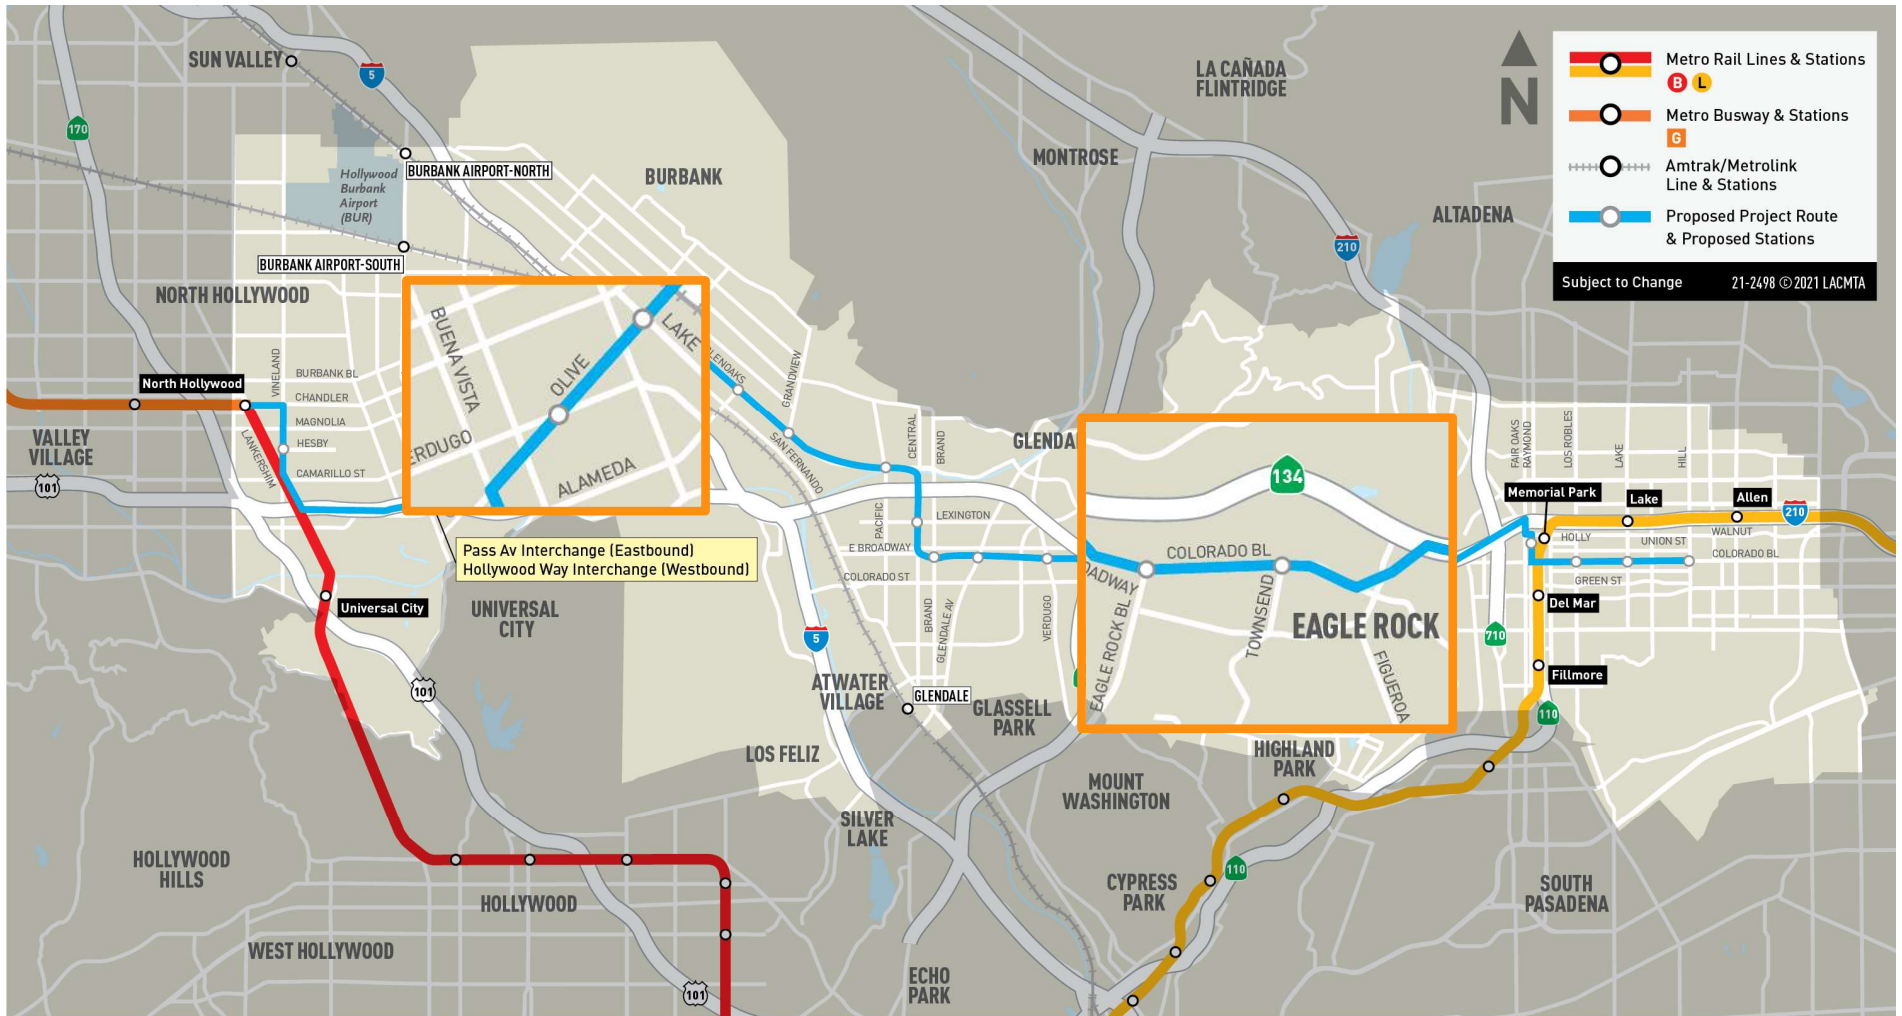 SUN VALLEY
5
LA CAÑADA
FLINTRIDGE
N
Metro Rail Lines & Stations
B L
Metro Busway & Stations
G
Amtrak/Metrolink
Line & Stations
Proposed Project Route
& Proposed Stations
Subject to Change 21-2498 © 2021 LACMTA
170
Hollywood
Burbank
Airport
(BUR)
BURBANK AIRPORT-NORTH
BURBANK
MONTROSE
ALTADENA
210
BURBANK AIRPORT-SOUTH
NORTH HOLLYWOOD
BUENA VISTA
OLIVE
LAKE
VERDUGO
ALAMEDA
GLENOAKS
GRANDVIEW
SAN FERNANDO
North Hollywood
VINELAND
BURBANK BL
CHANDLER
MAGNOLIA
HESBY
CAMARILLO ST
LANKERSHIM
VALLEY
VILLAGE
101
Pass Av Interchange (Eastbound)
Hollywood Way Interchange (Westbound)
Universal City
UNIVERSAL
CITY
101
5
CENTRAL
BRAND
GLENDA
PACIFIC
LEXINGTON
E BROADWAY
COLORADO ST
BRAND
GLENDALE AV
VERDUGO
134
COLORADO BL
OADWAY
EAGLE ROCK BL
TOWNSEND
EAGLE ROCK
FIGUEROA
FAIR OAKS
RAYMOND
LOS ROBLES
LAKE
HILL
Memorial Park
Lake
Allen
210
HOLLY
UNION ST
WALNUT
COLORADO BL
GREEN ST
Del Mar
710
Fillmore
110
ATWATER
VILLAGE
GLENDALE
GLASSELL
PARK
LOS FELIZ
HIGHLAND
PARK
MOUNT
WASHINGTON
SILVER
LAKE
HOLLYWOOD
HILLS
HOLLYWOOD
CYPRESS
PARK
110
SOUTH
PASADENA
WEST HOLLYWOOD
101
ECHO
PARK